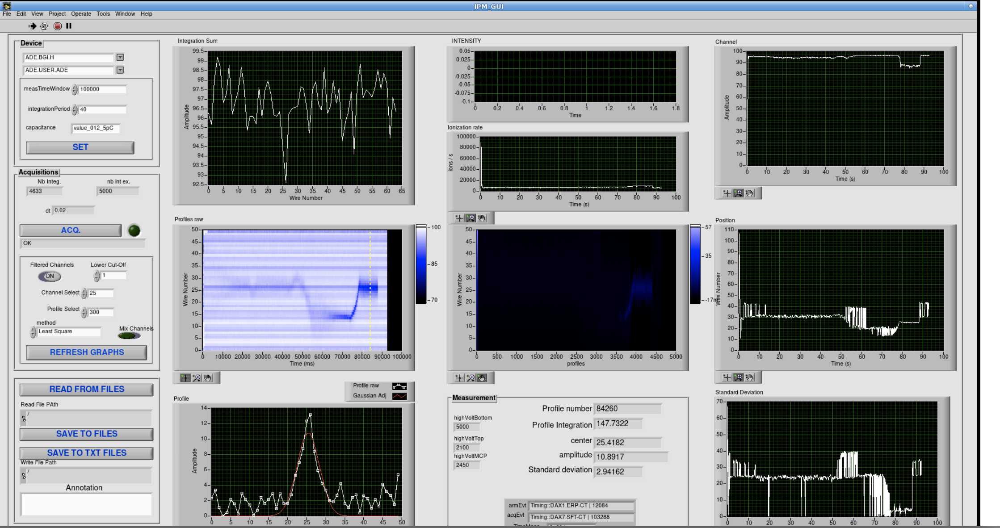 IPM_GUI
File Edit View Project Operate Tools Window Help
Device
ADE.BGI.H
ADE.USER.ADE
measTimeWindow 100000
integrationPeriod 40
capacitance value_012_5pC
SET
Acquisitions
Nb Integ. nb int ex.
4633 5000
dt 0.02
ACQ.
OK
Filtered Channels Lower Cut-Off
ON 1
Channel Select 25
Profile Select 300
method
Least Square
Mix Channels
REFRESH GRAPHS
READ FROM FILES
Read File PAth
/
SAVE TO FILES
SAVE TO TXT FILES
Write File Path
/
Annotation
Integration Sum
Amplitude
99.5
99
98.5
98
97.5
97
96.5
96
95.5
95
94.5
94
93.5
93
92.5
0 5 10 15 20 25 30 35 40 45 50 55 60 65
Wire Number
Profiles raw
Wire Number
50
45
40
35
30
25
20
15
10
5
0
0 10000 20000 30000 40000 50000 60000 70000 80000 90000 100000
Time (ms)
100
85
70
Profile raw
Gaussian Adj
Profile
Amplitude
14
12
10
8
6
4
2
0
0 5 10 15 20 25 30 35 40 45 50
INTENSITY
0.05
0.025
0
-0.025
-0.05
-0.075
-0.1
0 0.2 0.4 0.6 0.8 1 1.2 1.4 1.6 1.8
Time
Ionization rate
ions / s
100000
80000
60000
40000
20000
0
0 10 20 30 40 50 60 70 80 90 100
Time (s)
Wire Number
50
45
40
35
30
25
20
15
10
5
0
0 500 1000 1500 2000 2500 3000 3500 4000 4500 5000
profiles
57
35
-17m
Measurement
highVoltBottom
5000
highVoltTop
2100
highVoltMCP
2450
Profile number 84260
Profile Integration 147.7322
center 25.4182
amplitude 10.8917
Standard deviation 2.94162
armEvt Timing::DAX1.ERP-CT | 12084
acqEvt Timing::DAX7.SFT-CT | 103288
Channel
Amplitude
100
90
80
70
60
50
40
30
20
10
0
0 10 20 30 40 50 60 70 80 90 100
Time (s)
Position
Wire Number
110
100
90
80
70
60
50
40
30
20
10
0
0 10 20 30 40 50 60 70 80 90 100
Time (s)
Standard Deviation
70
60
50
40
30
20
10
0
0 10 20 30 40 50 60 70 80 90 100